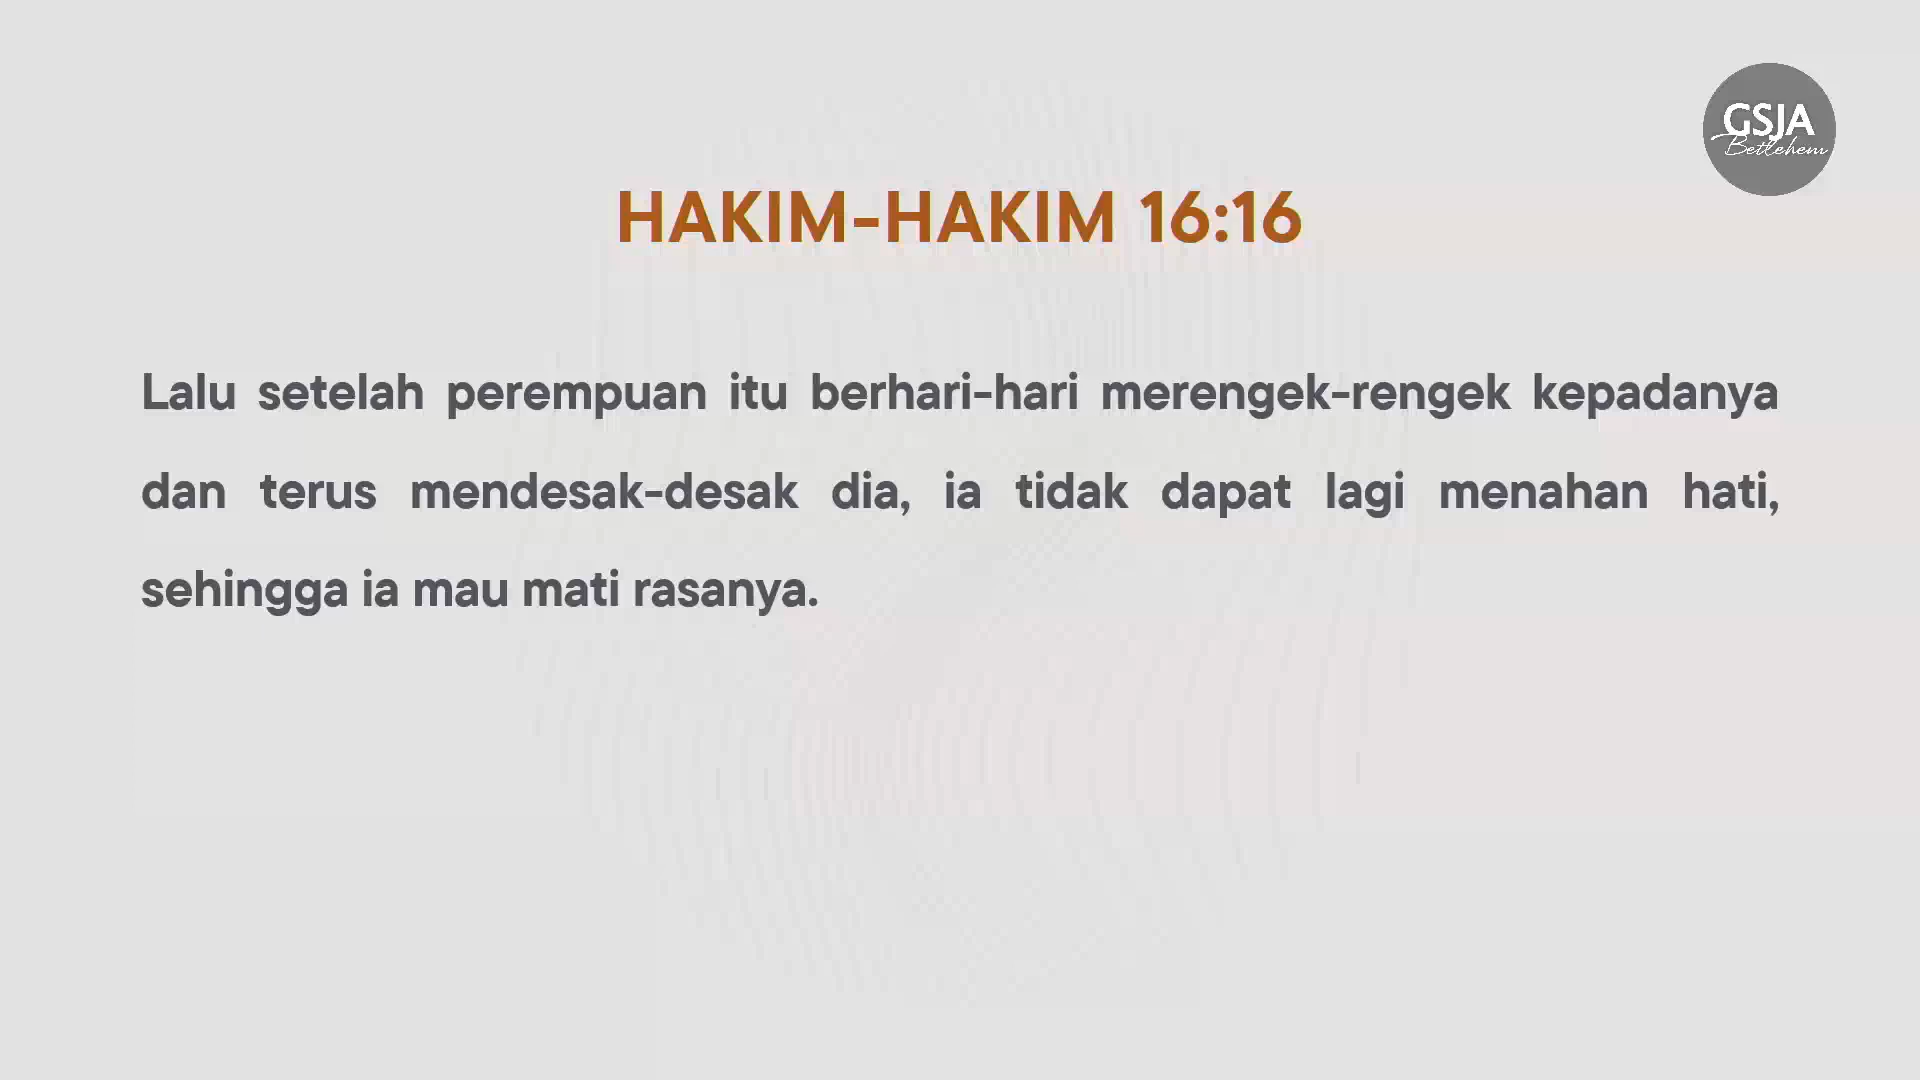 GSJA
Betlehem
HAKIM-HAKIM 16:16
Lalu setelah perempuan itu berhari-hari merengek-rengek kepadanya
dan terus mendesak-desak dia, ia tidak dapat lagi menahan hati,
sehingga ia mau mati rasanya.